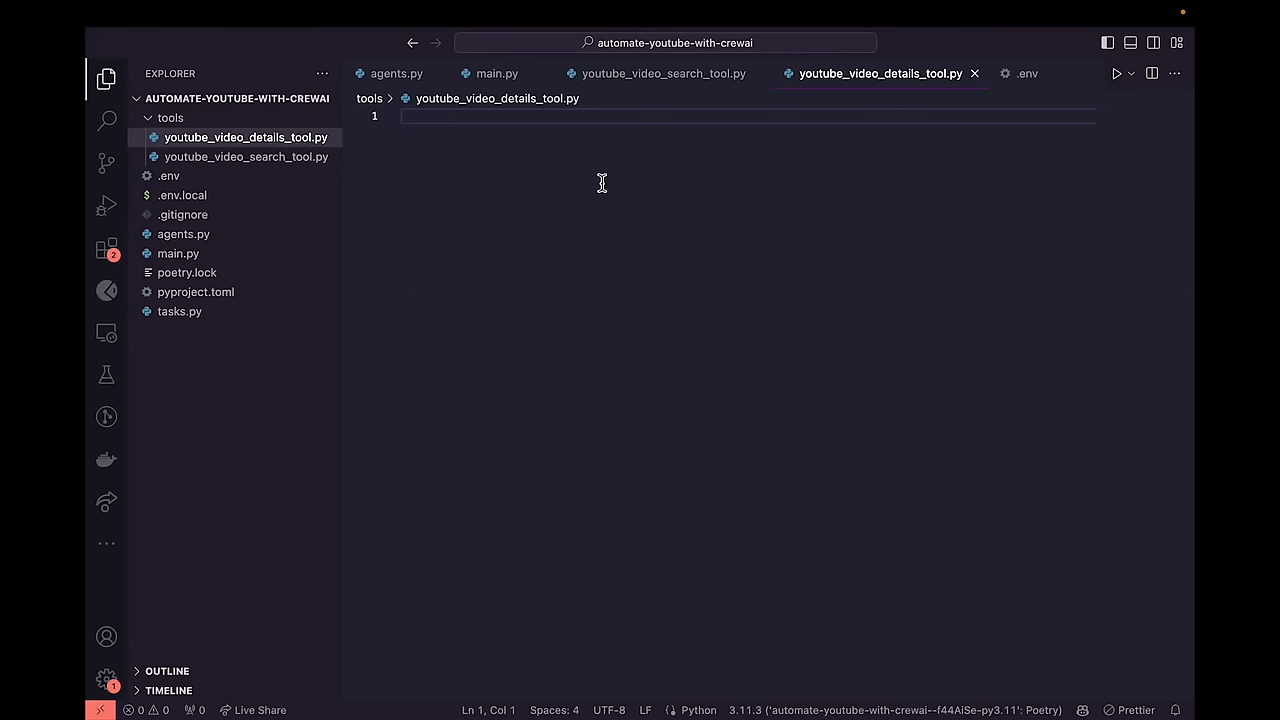 automate-youtube-with-crewai
EXPLORER
agents.py
main.py
youtube_video_search_tool.py
youtube_video_details_tool.py
.env
AUTOMATE-YOUTUBE-WITH-CREWAI
tools
youtube_video_details_tool.py
youtube_video_search_tool.py
.env
$ .env.local
.gitignore
agents.py
main.py
poetry.lock
pyproject.toml
tasks.py
tools > youtube_video_details_tool.py
1
2
OUTLINE
TIMELINE
1
0 0
0
Live Share
Ln 1, Col 1
Spaces: 4
UTF-8
LF
Python
3.11.3 ('automate-youtube-with-crewai--f44AiSe-py3.11': Poetry)
Prettier